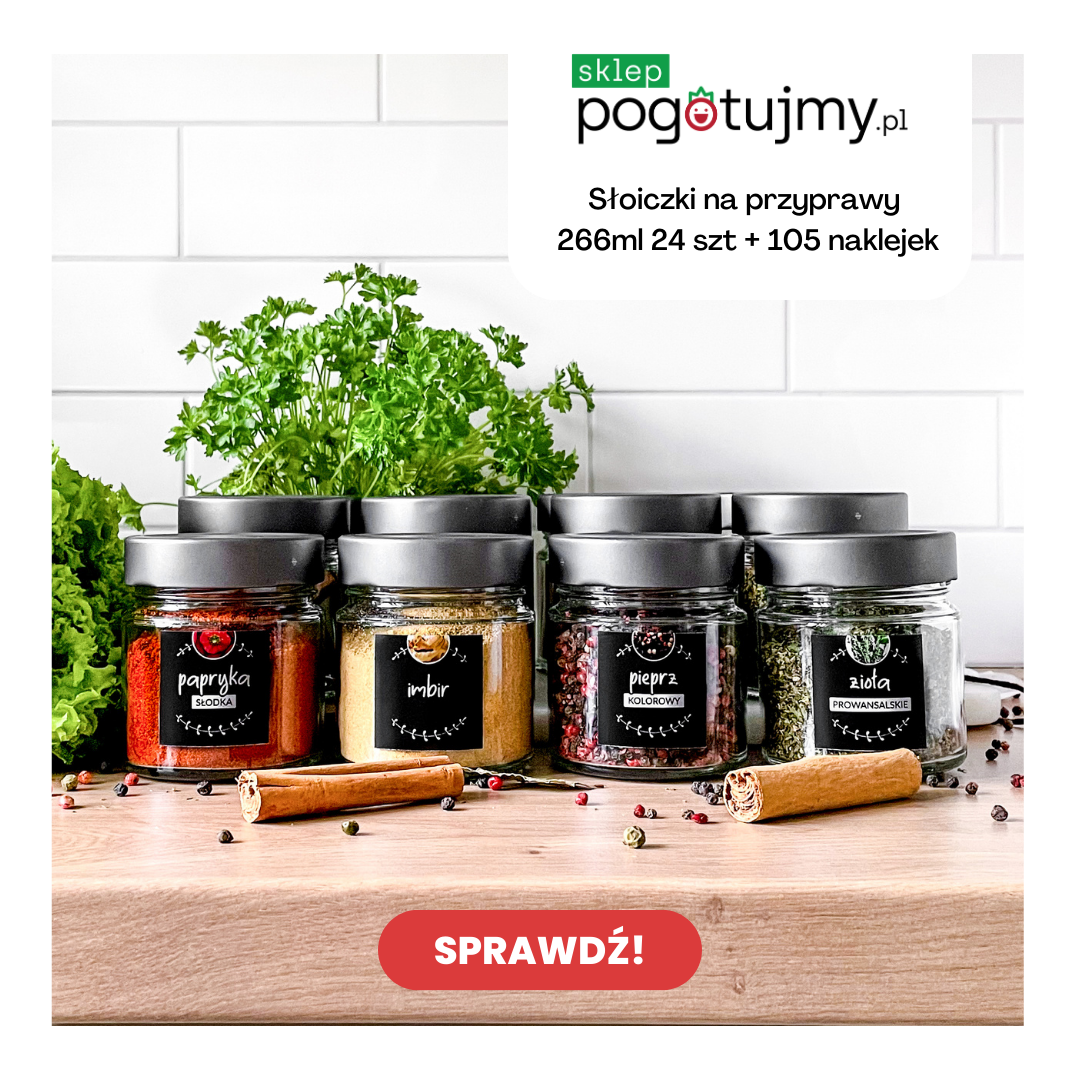 sklep
pogotujmy.pl
Słoiczki na przyprawy
266ml 24 szt + 105 naklejek
papryka
SŁODKA
imbir
pieprz
KOLOROWY
zioła
PROWANSALSKIE
SPRAWDŹ!